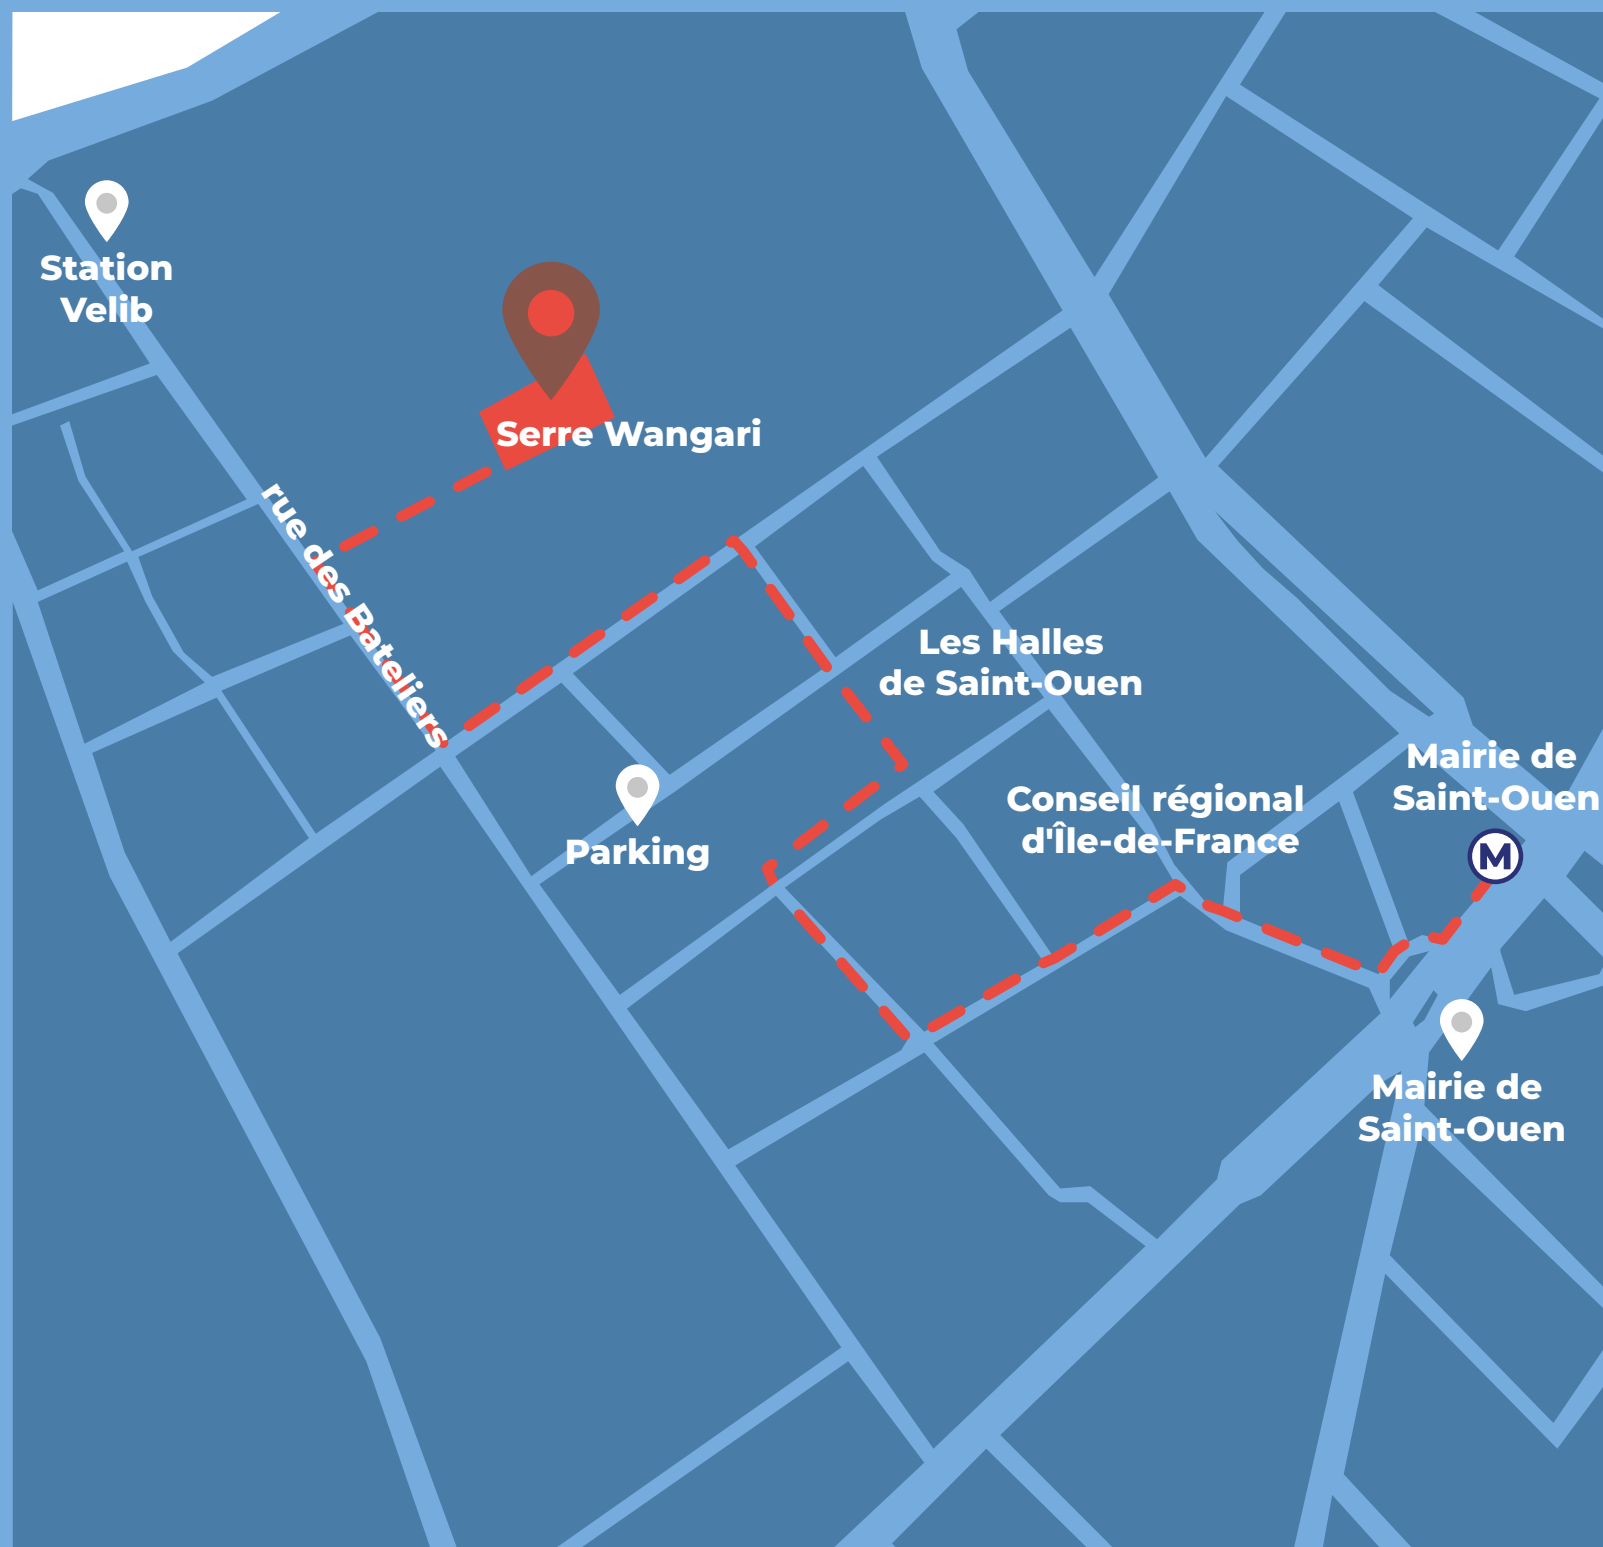 Station
Velib
Serre Wangari
rue des Bateliers
Les Halles
de Saint-Ouen
Mairie de
Saint-Ouen
M
Conseil régional
d'Île-de-France
Parking
Mairie de
Saint-Ouen